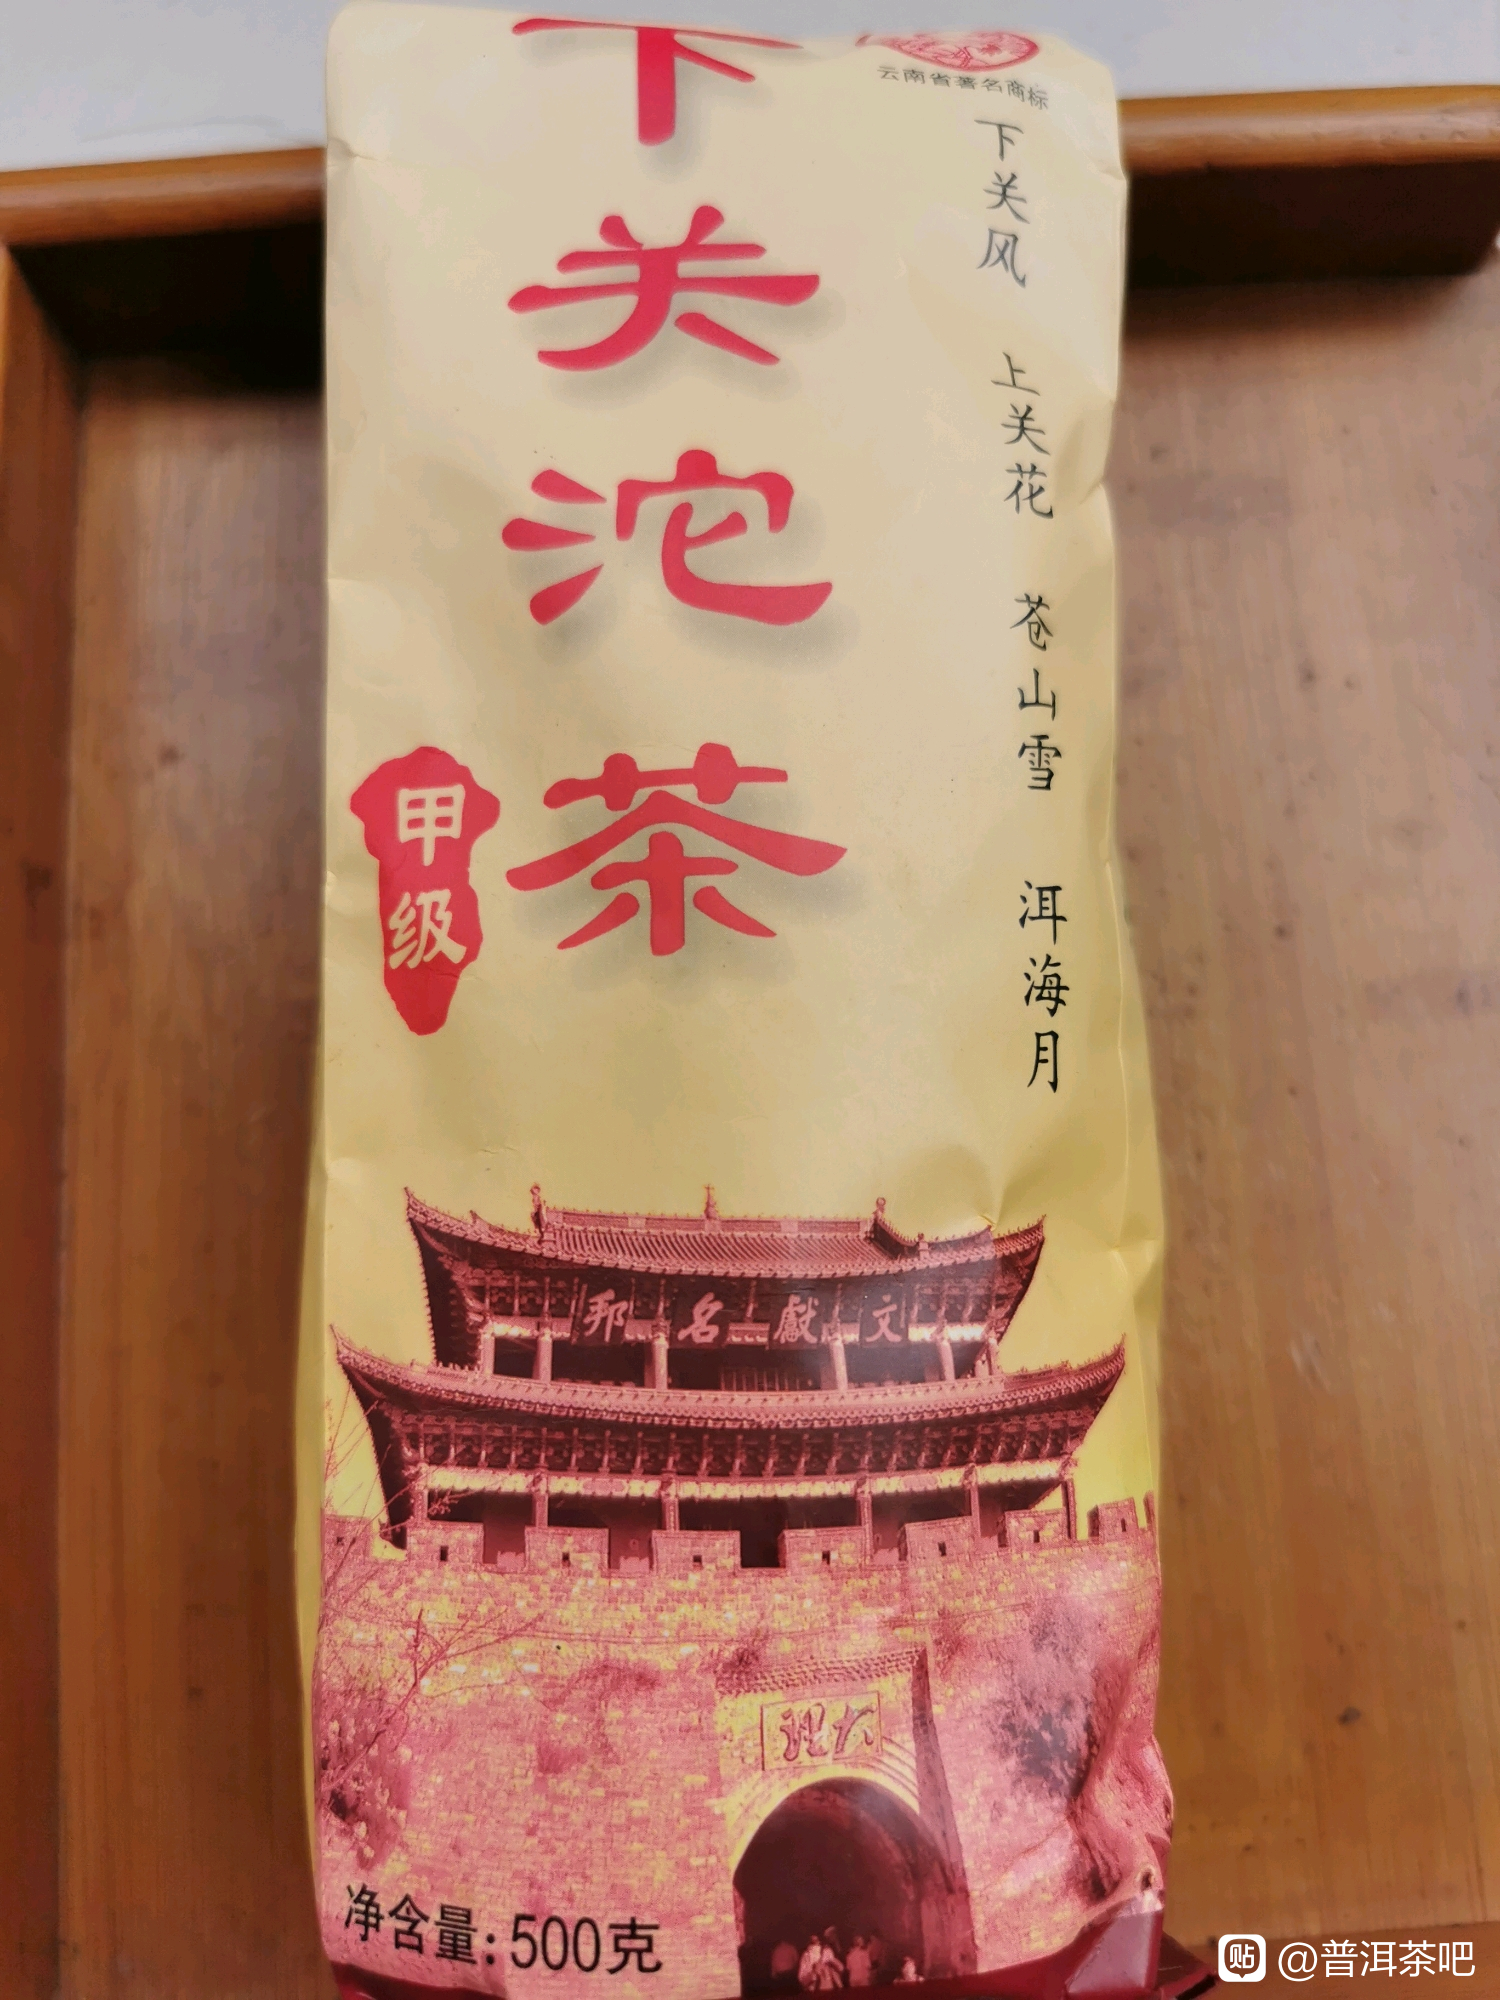 下关沱茶
甲级
云南省著名商标
下关风 上关花 苍山雪 洱海月
文獻名邦
大理
净含量:500克
贴 @普洱茶吧